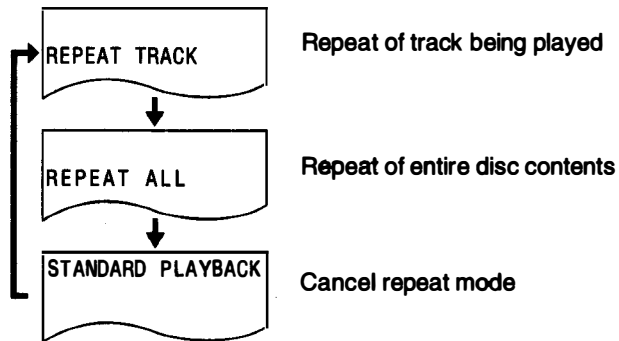 REPEAT TRACK
Repeat of track being played
REPEAT ALL
Repeat of entire disc contents
STANDARD PLAYBACK
Cancel repeat mode